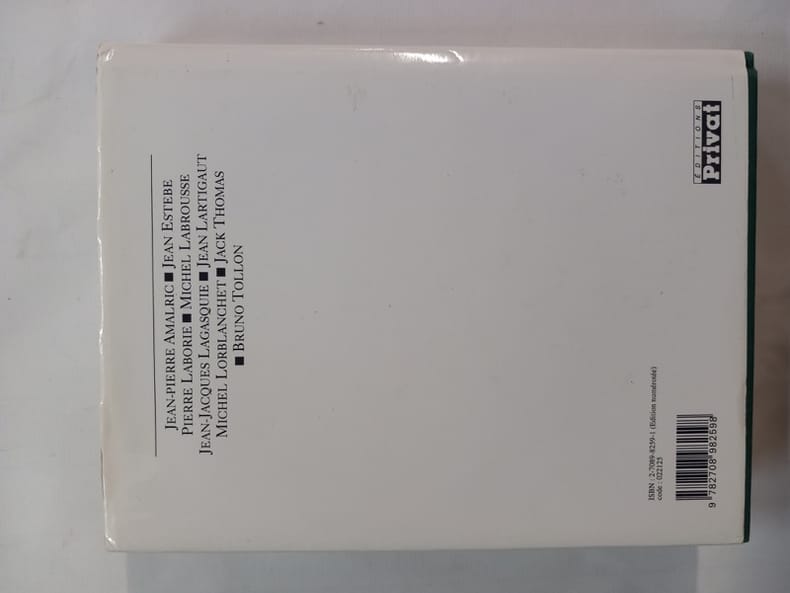 JEAN-PIERRE AMALRIC ■ JEAN ESTEBE
PIERRE LABORIE ■ MICHEL LABROUSSE
JEAN-JACQUES LAGASQUIE ■ JEAN LARTIGAUT
MICHEL LORBLANCHET ■ JACK THOMAS
■ BRUNO TOLLON
ISBN : 2-7089-8259-1 (Edition numérotée)
code : 022125
9 782708 982598
ÉDITIONS
Privat